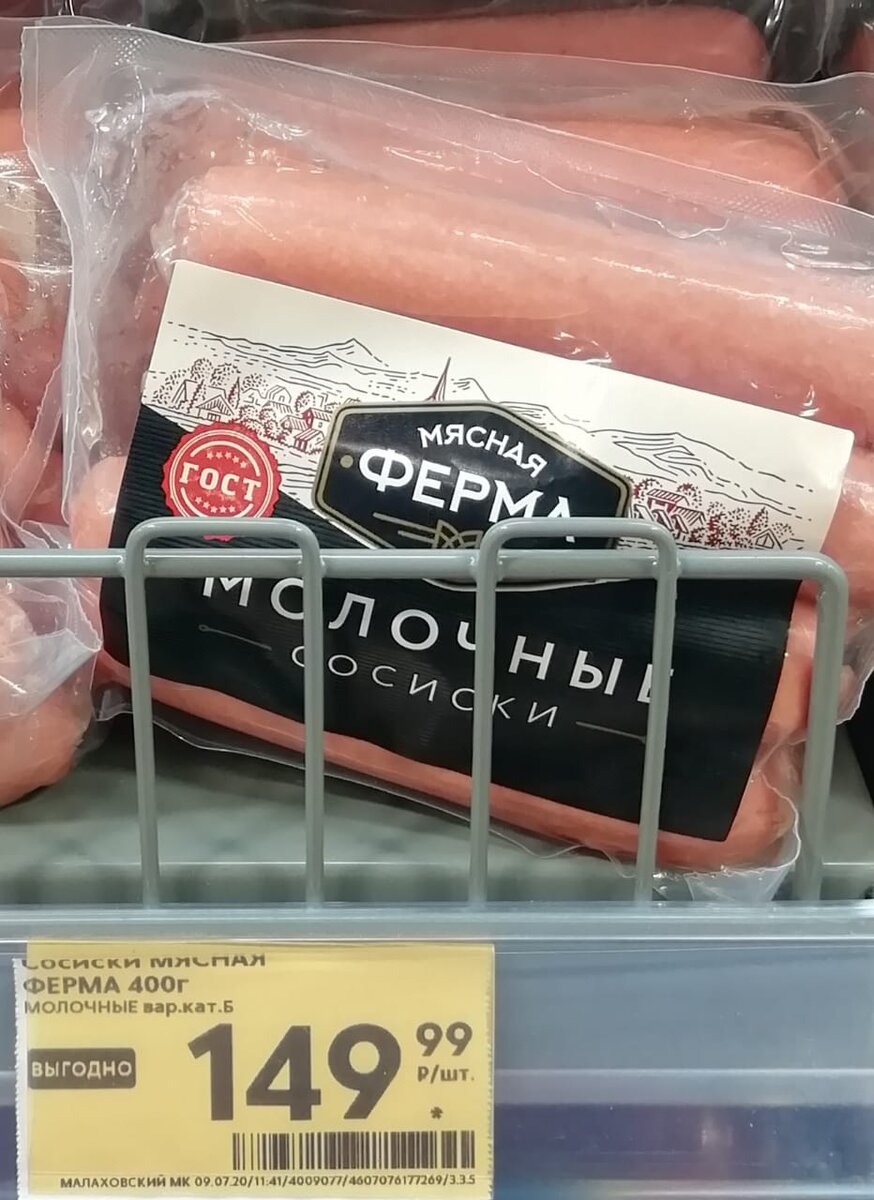 ГОСТ
МЯСНАЯ
ФЕРМА
МОЛОЧНЫЕ
СОСИСКИ
Сосиски МЯСНАЯ
ФЕРМА 400г
МОЛОЧНЫЕ вар.кат.Б
ВЫГОДНО
149 99
₽/шт.
*
МАЛАХОВСКИЙ МК 09.07.20/11:41/4009077/4607076177269/3.3.5